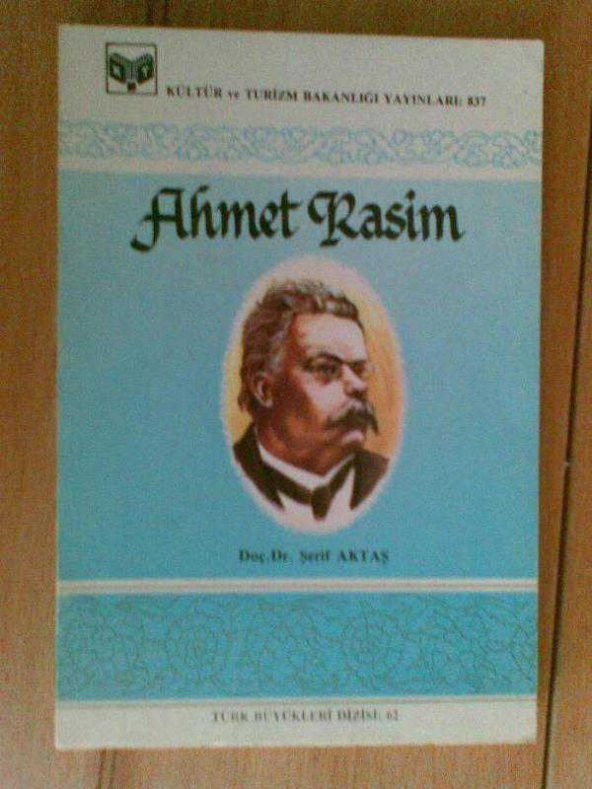 KÜLTÜR ve TURİZM BAKANLIĞI YAYINLARI: 837
Ahmet Rasim
Doç.Dr. Şerif AKTAŞ
TÜRK BÜYÜKLERİ DİZİSİ: 62